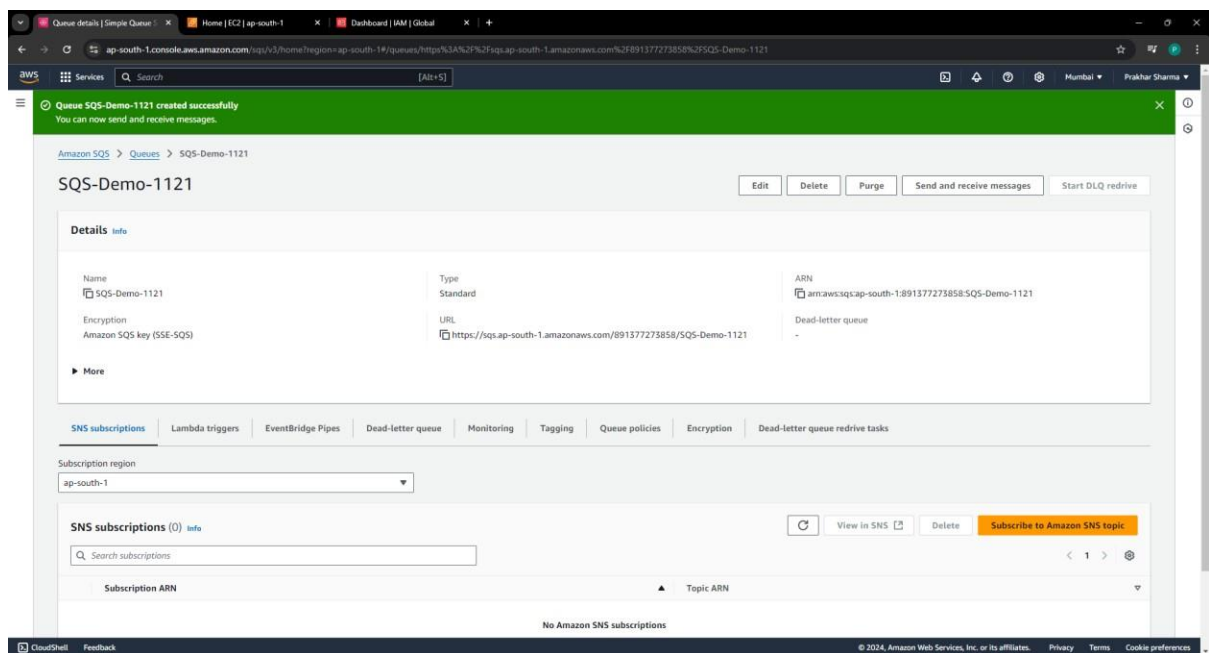 Queue details | Simple Queue S
Home | EC2 | ap-south-1
Dashboard | IAM | Global
ap-south-1.console.aws.amazon.com/sqs/v3/home?region=ap-south-1#/queues/https%3A%2F%2Fsqs.ap-south-1.amazonaws.com%2F891377273858%2FSQS-Demo-1121
aws Services Search [Alt+S] Mumbai Prakhar Sharma
Queue SQS-Demo-1121 created successfully
You can now send and receive messages.
Amazon SQS > Queues > SQS-Demo-1121
SQS-Demo-1121 Edit Delete Purge Send and receive messages Start DLQ redrive
Details Info
Name Type ARN
SQS-Demo-1121 Standard arn:aws:sqs:ap-south-1:891377273858:SQS-Demo-1121
Encryption URL Dead-letter queue
Amazon SQS key (SSE-SQS) https://sqs.ap-south-1.amazonaws.com/891377273858/SQS-Demo-1121 -
More
SNS subscriptions Lambda triggers EventBridge Pipes Dead-letter queue Monitoring Tagging Queue policies Encryption Dead-letter queue redrive tasks
Subscription region
ap-south-1
SNS subscriptions (0) Info View in SNS Delete Subscribe to Amazon SNS topic
Search subscriptions < 1 >
Subscription ARN Topic ARN
No Amazon SNS subscriptions
CloudShell Feedback © 2024, Amazon Web Services, Inc. or its affiliates. Privacy Terms Cookie preferences